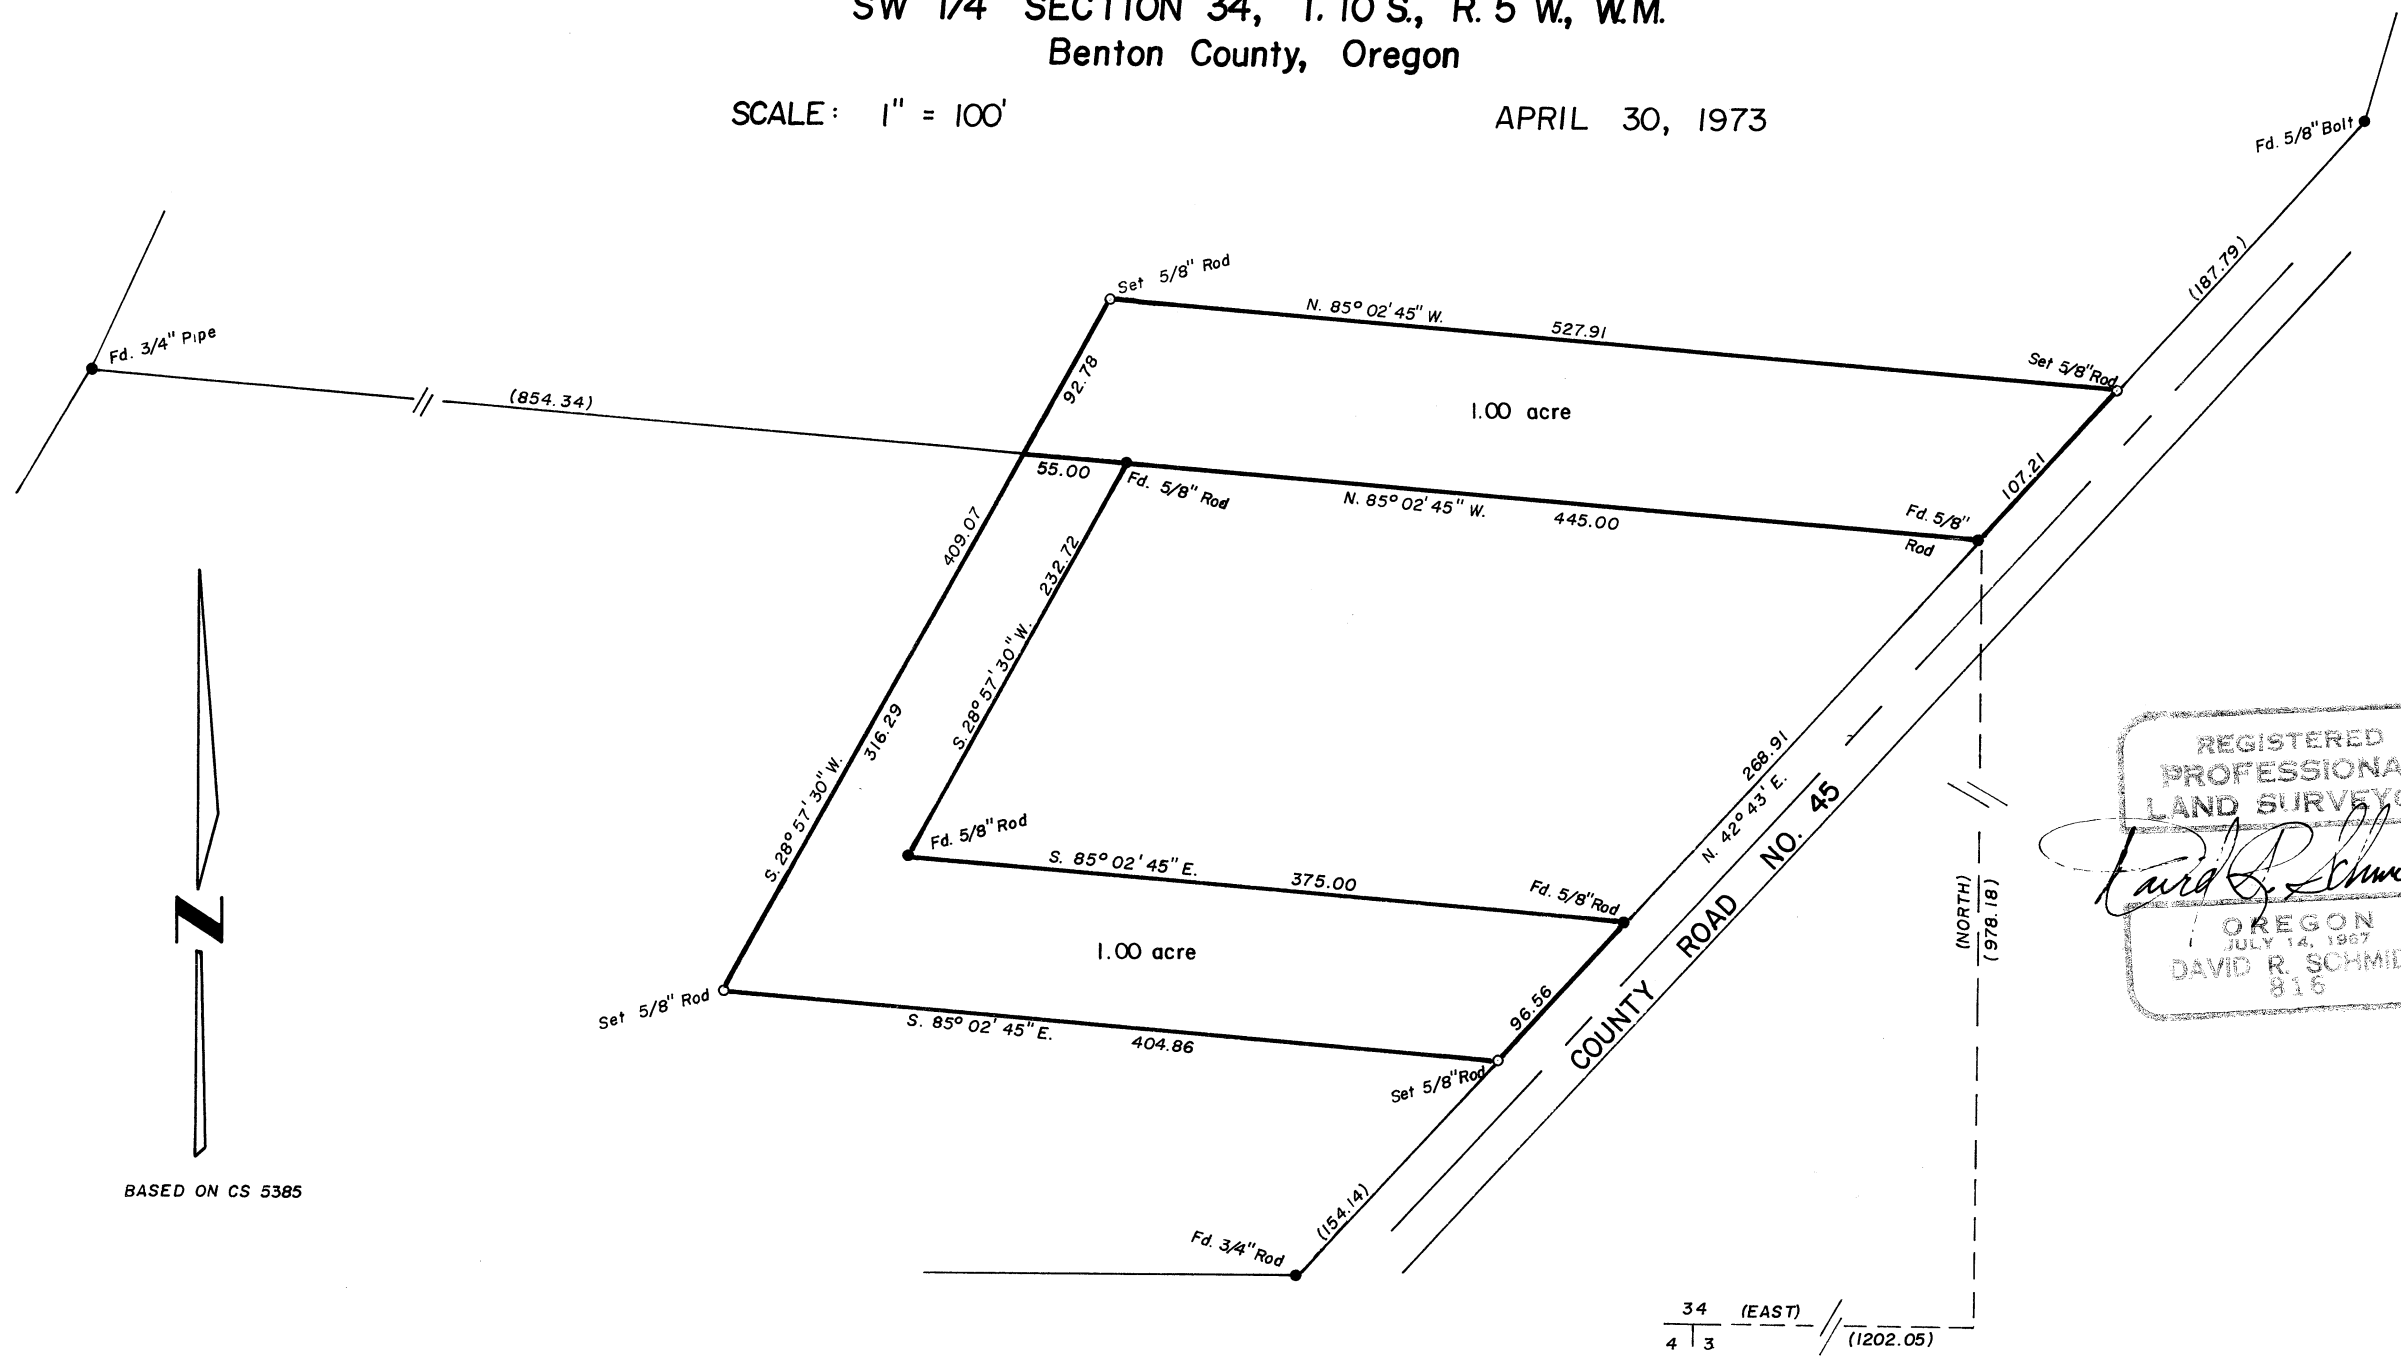 SW 1/4 SECTION 34, T. 10 S., R. 5 W., W.M.
Benton County, Oregon
SCALE: 1" = 100'
APRIL 30, 1973
Fd. 5/8" Bolt
(187.79)
Set 5/8" Rod
N. 85° 02' 45" W.
527.91
Set 5/8" Rod
Fd. 3/4" Pipe
(854.34)
92.78
1.00 acre
107.21
55.00
Fd. 5/8" Rod
N. 85° 02' 45" W.
445.00
Fd. 5/8"
Rod
409.07
232.72
S. 28° 57' 30" W.
316.29
S. 28° 57' 30" W.
268.91
N. 42° 43' E.
COUNTY ROAD NO. 45
Fd. 5/8" Rod
S. 85° 02' 45" E.
375.00
Fd. 5/8" Rod
1.00 acre
96.56
Set 5/8" Rod
S. 85° 02' 45" E.
404.86
Set 5/8" Rod
(154.14)
Fd. 3/4" Rod
(NORTH)
(978.18)
REGISTERED
PROFESSIONA
LAND SURVEYO
David R. Schm
OREGON
JULY 14, 1967
DAVID R. SCHMID
816
N
BASED ON CS 5385
34
4 3
(EAST)
(1202.05)